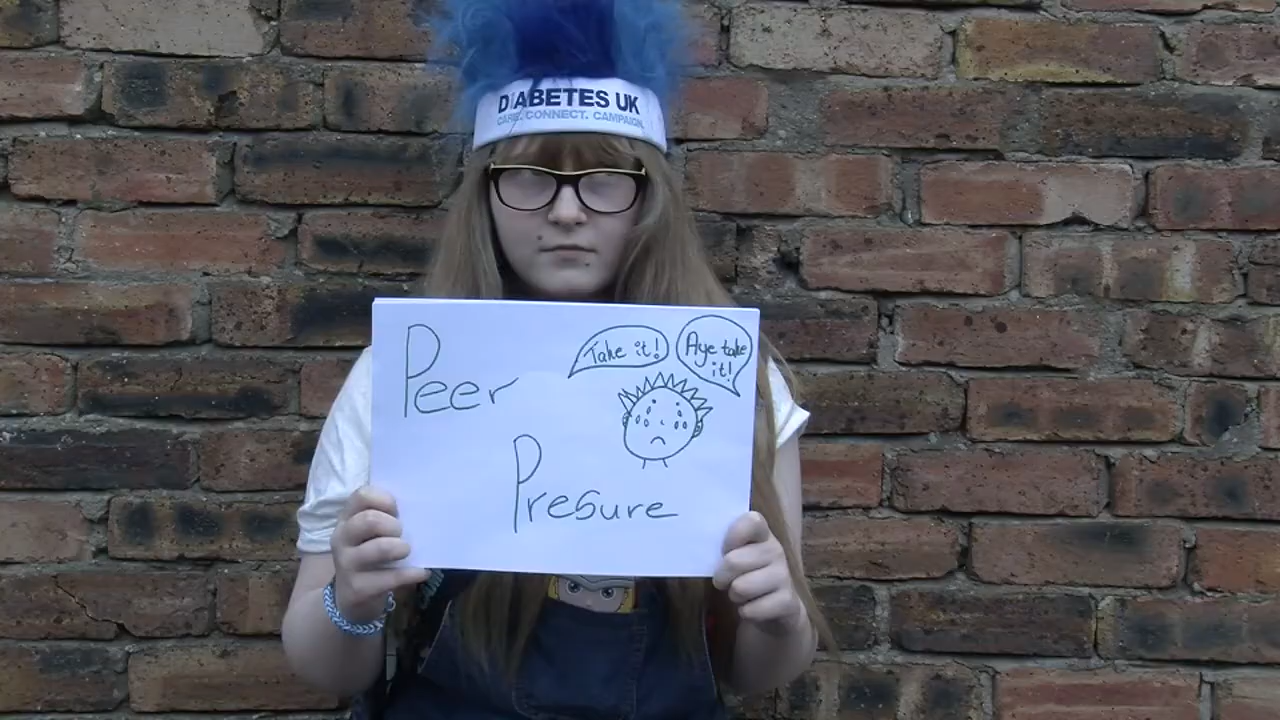 DIABETES UK
CARE. CONNECT. CAMPAIGN.
Peer
Take it!
Aye take
it!
Presure